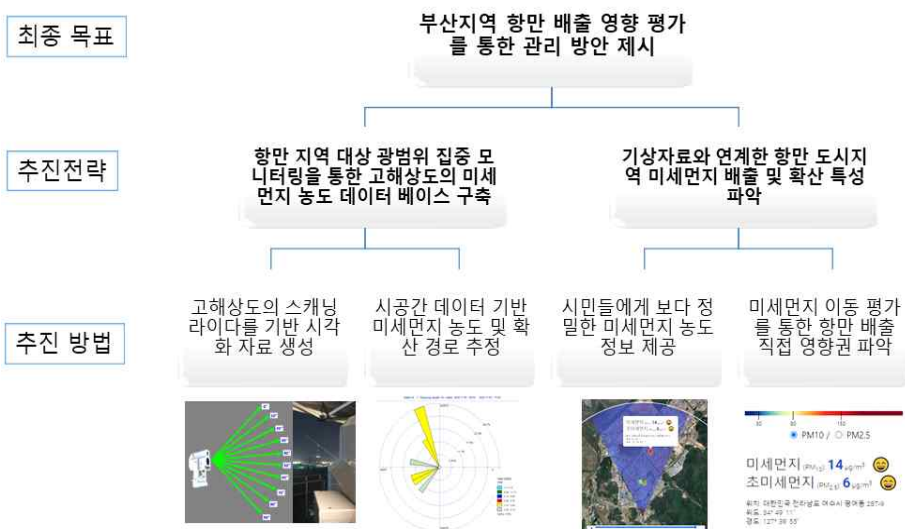 최종 목표
부산지역 항만 배출 영향 평가
를 통한 관리 방안 제시
추진전략
항만 지역 대상 광범위 집중 모
니터링을 통한 고해상도의 미세
먼지 농도 데이터 베이스 구축
기상자료와 연계한 항만 도시지
역 미세먼지 배출 및 확산 특성
파악
추진 방법
고해상도의 스캐닝
라이다를 기반 시각
화 자료 생성
시공간 데이터 기반
미세먼지 농도 및 확
산 경로 추정
시민들에게 보다 정
밀한 미세먼지 농도
정보 제공
미세먼지 이동 평가
를 통한 항만 배출
직접 영향권 파악
PM10 / PM2.5
미세먼지 (PM10) 14 μg/m³
초미세먼지 (PM2.5) 6 μg/m³